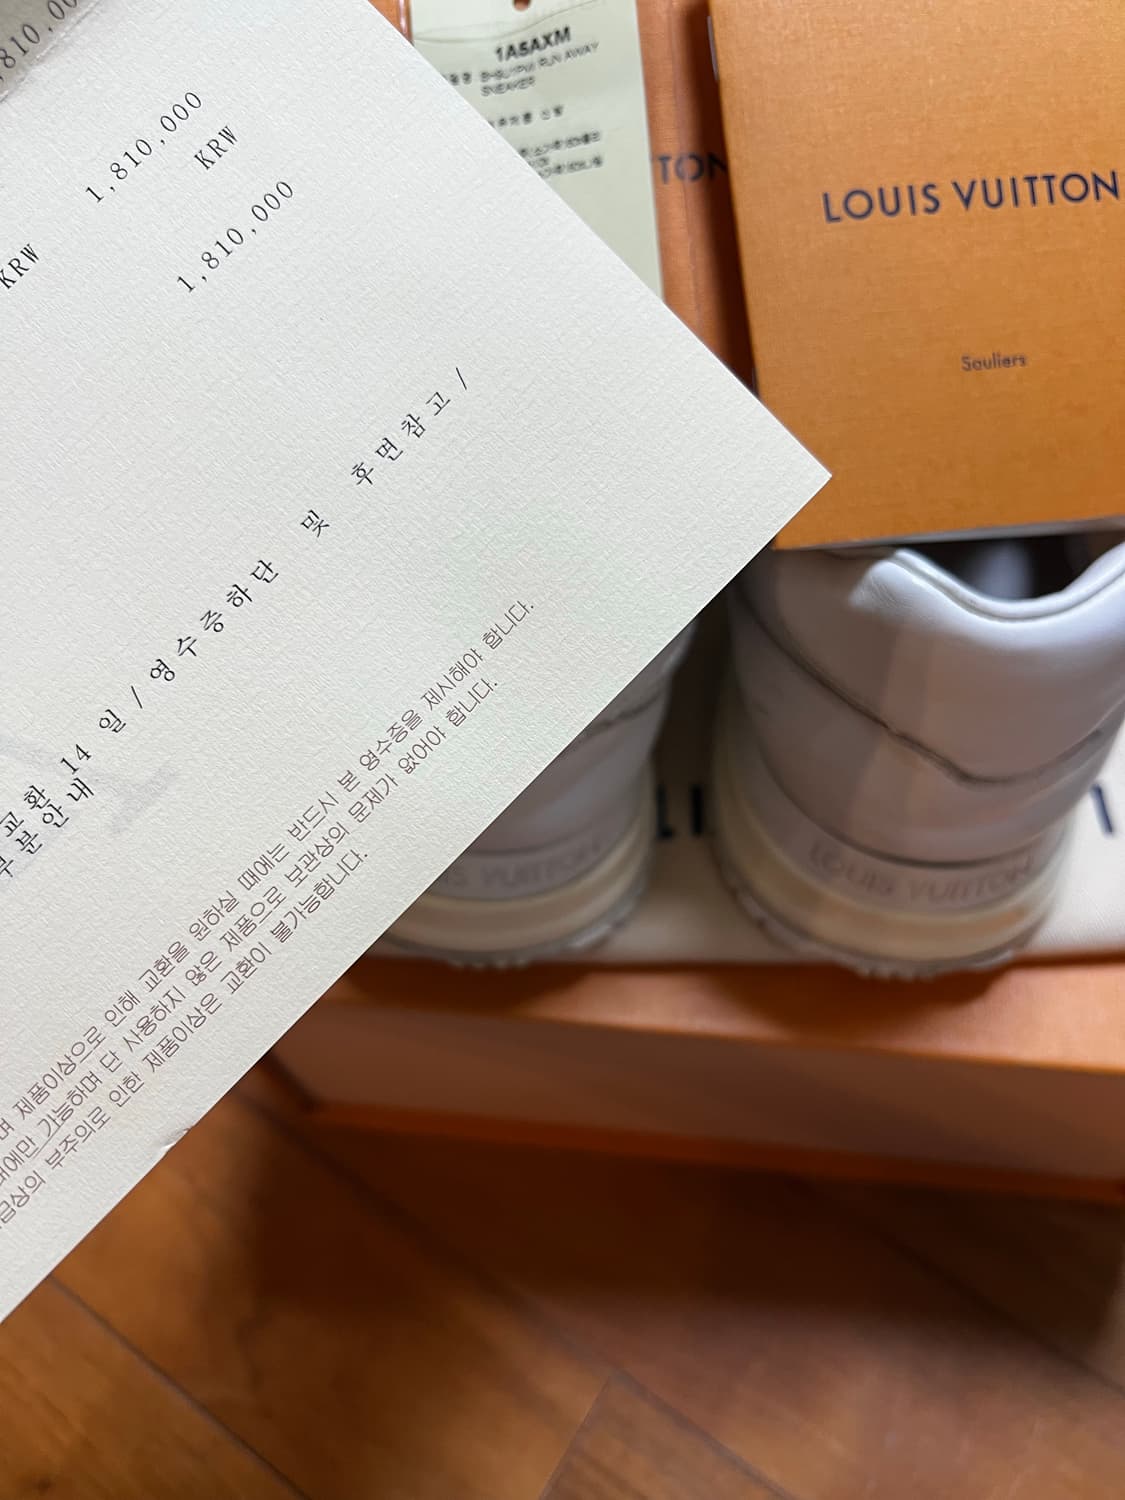 1,810,000
KRW
1,810,000
KRW
1,810,000
교환 14 일 / 영수증하단 및 후면참고 /
부분안내
며 제품이상으로 인해 교환을 원하실 때에는 반드시 본 영수증을 제시해야 합니다.
가능하며 단 사용하지 않은 제품으로 보관상의 문제가 없어야 합니다.
부주의로 인한 제품이상은 교환이 불가능합니다.
1A5AXM
RUN AWAY
SNEAKER
TTON
LOUIS VUITTON
Souliers
VUITTON
LOUIS VUITTON